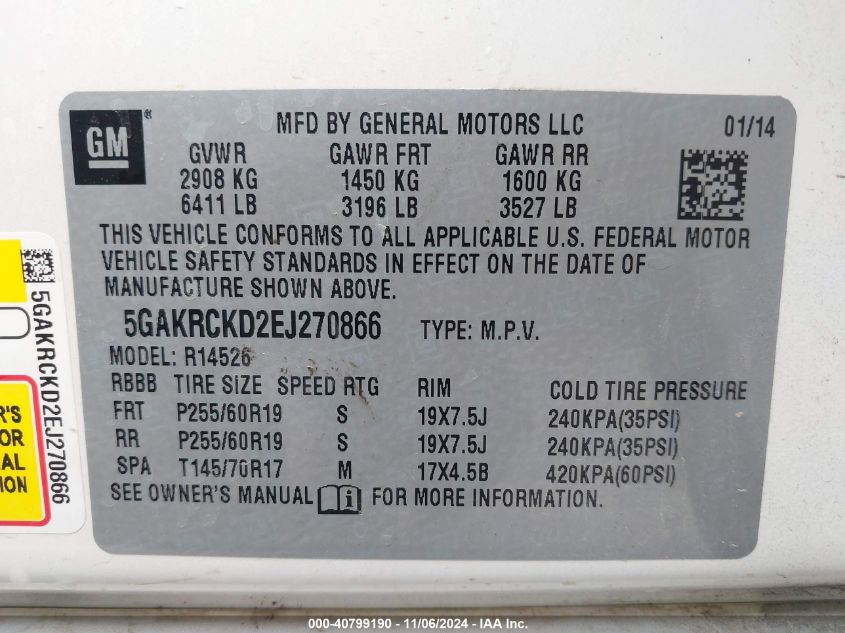 GM ®
MFD BY GENERAL MOTORS LLC 01/14
GVWR GAWR FRT GAWR RR
2908 KG 1450 KG 1600 KG
6411 LB 3196 LB 3527 LB
THIS VEHICLE CONFORMS TO ALL APPLICABLE U.S. FEDERAL MOTOR
VEHICLE SAFETY STANDARDS IN EFFECT ON THE DATE OF
MANUFACTURE SHOWN ABOVE.
5GAKRCKD2EJ270866 TYPE: M.P.V.
MODEL: R14526
RBBB TIRE SIZE SPEED RTG RIM COLD TIRE PRESSURE
FRT P255/60R19 S 19X7.5J 240KPA(35PSI)
RR P255/60R19 S 19X7.5J 240KPA(35PSI)
SPA T145/70R17 M 17X4.5B 420KPA(60PSI)
SEE OWNER'S MANUAL FOR MORE INFORMATION.
5GAKRCKD2EJ270866
R'S
OR
AL
ION
000-40799190 - 11/06/2024 - IAA Inc.